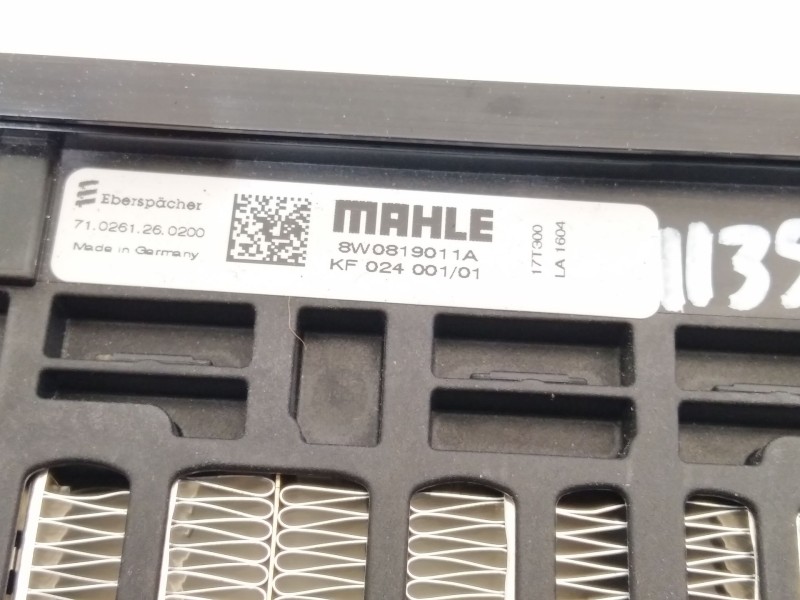 Eberspächer
71.0261.26.0200
Made in Germany
MAHLE
8W0819011A
KF 024 001/01
17T300
LA 1604